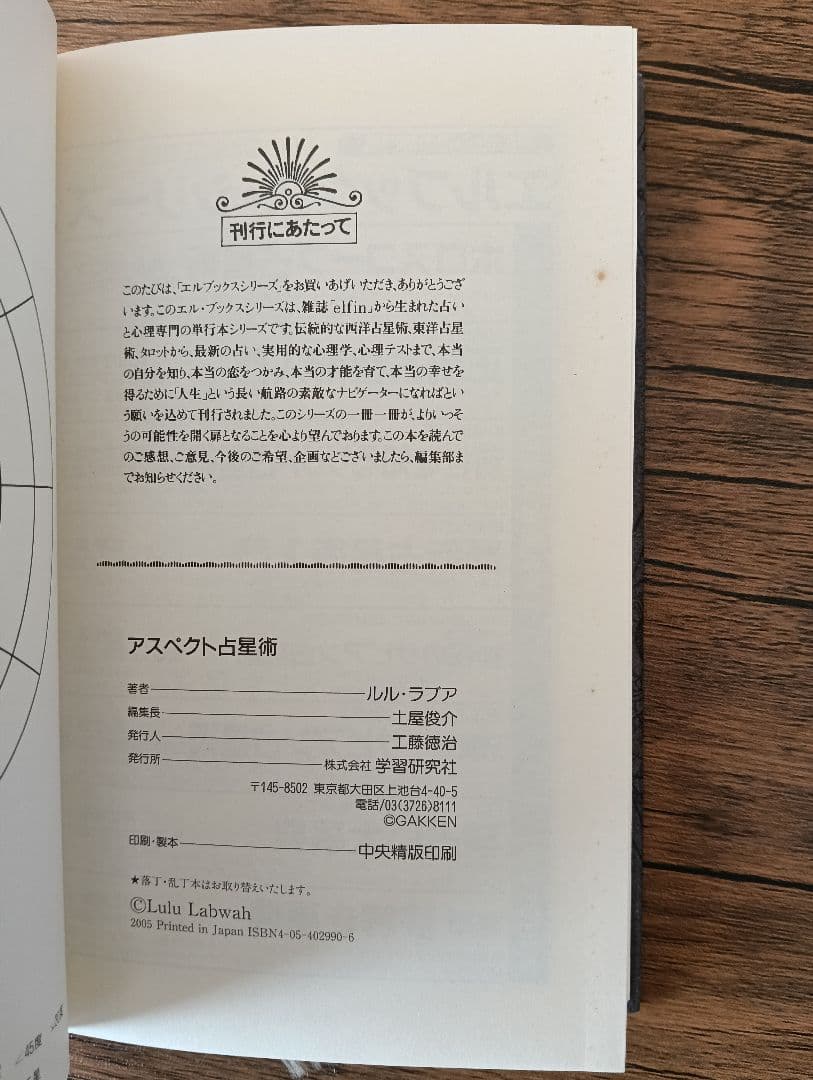 刊行にあたって
このたびは、「エルブックスシリーズ」をお買いあげいただき、ありがとうござ
います。このエル・ブックスシリーズは、雑誌「elfin」から生まれた占い
と心理専門の単行本シリーズです。伝統的な西洋占星術、東洋占星
術、タロットから、最新の占い、実用的な心理学、心理テストまで、本当
の自分を知り、本当の恋をつかみ、本当の才能を育て、本当の幸せを
得るために「人生」という長い航路の素敵なナビゲーターになればとい
う願いを込めて刊行されました。このシリーズの一冊一冊が、よりいっそ
うの可能性を開く扉となることを心より望んでおります。この本を読んで
のご感想、ご意見、今後のご希望、企画などございましたら、編集部ま
でお知らせください。
アスペクト占星術
著者 ルル・ラブア
編集長 土屋俊介
発行人 工藤徳治
発行所 株式会社 学習研究社
〒145-8502 東京都大田区上池台4-40-5
電話/03(3726)8111
©GAKKEN
印刷・製本 中央精版印刷
★落丁・乱丁本はお取り替えいたします。
©Lulu Labwah
2005 Printed in Japan ISBN4-05-402990-6
∠45度